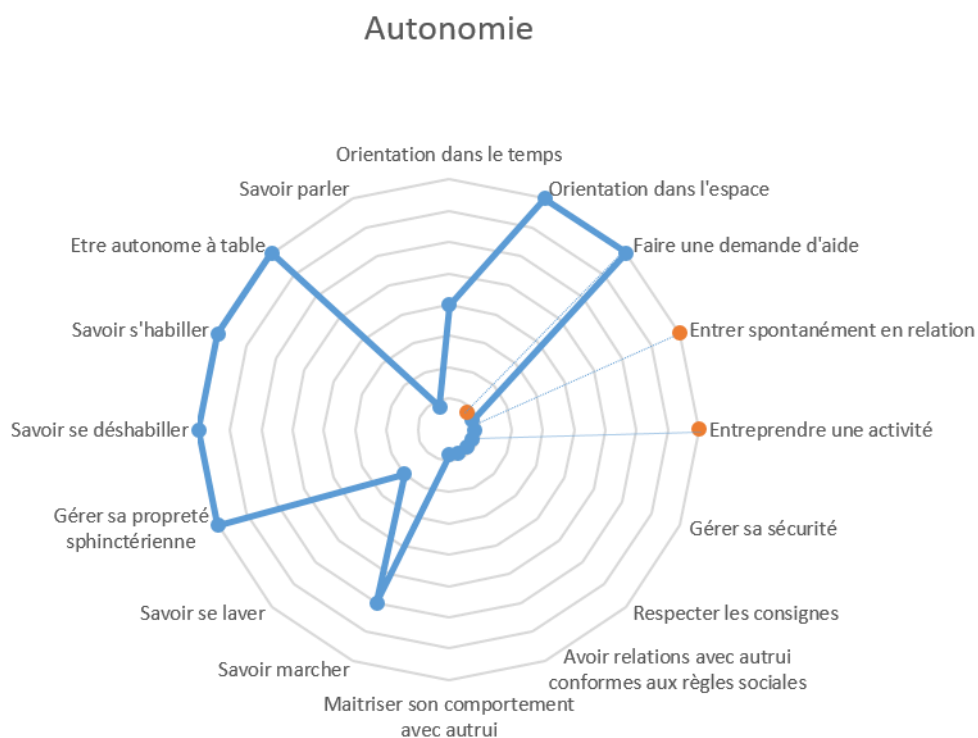 Autonomie
Orientation dans le temps
Orientation dans l'espace
Faire une demande d'aide
Entrer spontanément en relation
Entreprendre une activité
Gérer sa sécurité
Respecter les consignes
Avoir relations avec autrui
conformes aux règles sociales
Maitriser son comportement
avec autrui
Savoir marcher
Savoir se laver
Gérer sa propreté
sphinctérienne
Savoir se déshabiller
Savoir s'habiller
Etre autonome à table
Savoir parler